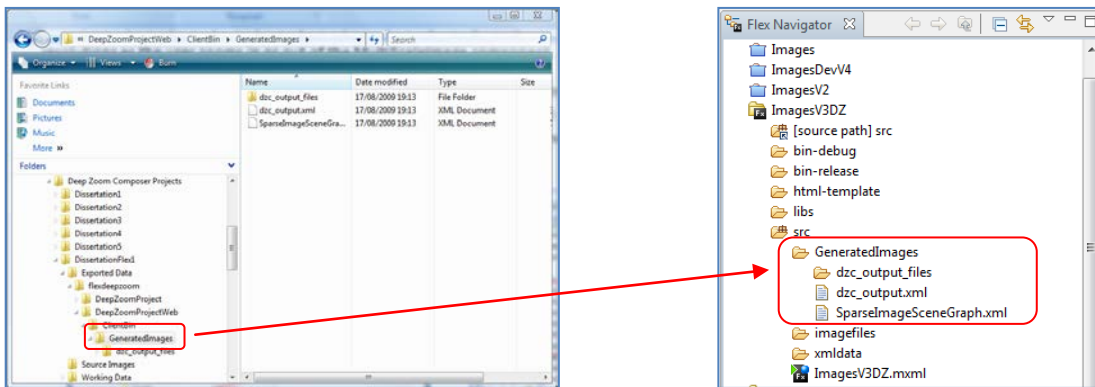 DeepZoomProjectWeb ▸ ClientBin ▸ GeneratedImages ▸
Search
Organize
Views
Burn
Favorite Links
Documents
Pictures
Music
More »
Folders
Deep Zoom Composer Projects
Dissertation1
Dissertation2
Dissertation3
Dissertation4
Dissertation5
DissertationFlex1
Exported Data
flexdeepzoom
DeepZoomProject
DeepZoomProjectWeb
ClientBin
GeneratedImages
dzc_output_files
Source Images
Working Data
Name Date modified Type Size
dzc_output_files 17/08/2009 19:13 File Folder
dzc_output.xml 17/08/2009 19:13 XML Document
SparseImageSceneGra... 17/08/2009 19:13 XML Document
Flex Navigator
Images
ImagesDevV4
ImagesV2
ImagesV3DZ
[source path] src
bin-debug
bin-release
html-template
libs
src
GeneratedImages
dzc_output_files
dzc_output.xml
SparseImageSceneGraph.xml
imagefiles
xmldata
ImagesV3DZ.mxml